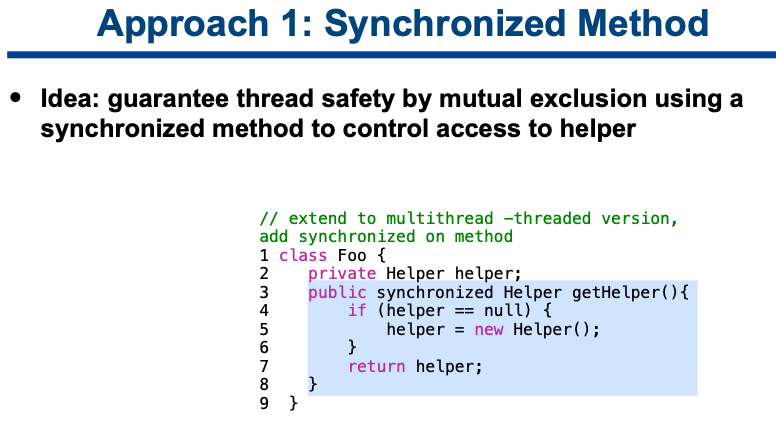 Approach 1: Synchronized Method
• Idea: guarantee thread safety by mutual exclusion using a
synchronized method to control access to helper
// extend to multithread –threaded version,
add synchronized on method
1 class Foo {
2    private Helper helper;
3    public synchronized Helper getHelper(){
4        if (helper == null) {
5            helper = new Helper();
6        }
7        return helper;
8    }
9  }